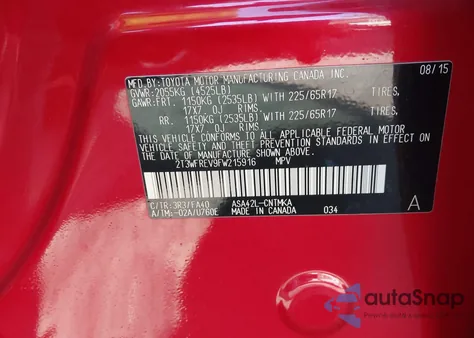 MFD.BY:TOYOTA MOTOR MANUFACTURING CANADA INC. 08/15
GVWR:2055KG (4525LB)
GAWR:FRT. 1150KG (2535LB) WITH 225/65R17 TIRES.
17X7 OJ RIMS.
RR. 1150KG (2535LB) WITH 225/65R17 TIRES.
17X7 OJ RIMS.
THIS VEHICLE CONFORMS TO ALL APPLICABLE FEDERAL MOTOR
VEHICLE SAFETY AND THEFT PREVENTION STANDARDS IN EFFECT
ON THE DATE OF MANUFACTURE SHOWN ABOVE.
2T3WFREV9FW215916 MPV
C/TR:3R3/FA40 ASA42L-CNTMKA
A/TM:-02A/U760E MADE IN CANADA 034 A
autoSnap